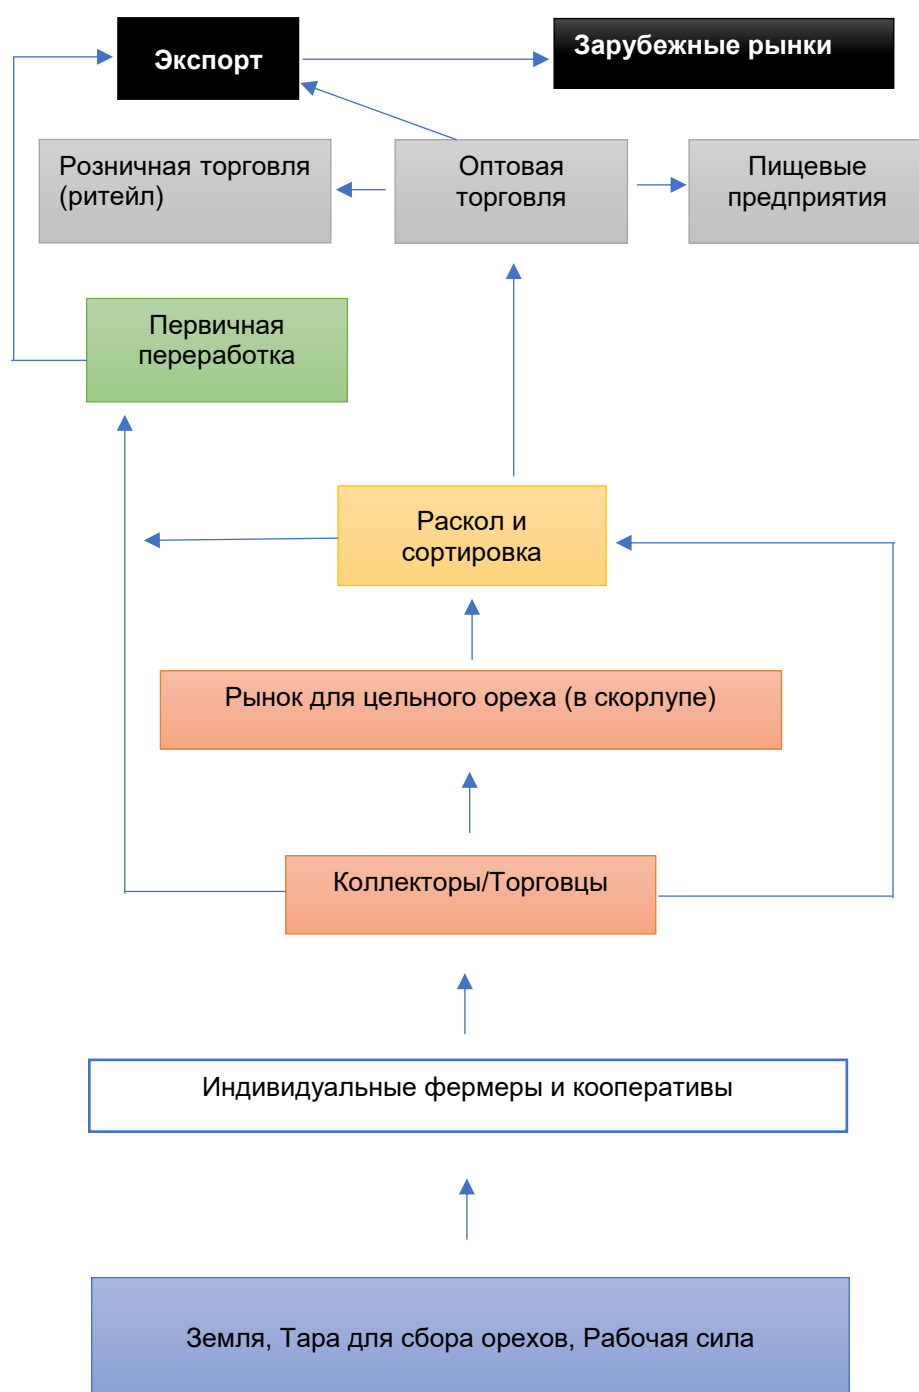 Экспорт
Зарубежные рынки
Розничная торговля
(ритейл)
Оптовая
торговля
Пищевые
предприятия
Первичная
переработка
Раскол и
сортировка
Рынок для цельного ореха (в скорлупе)
Коллекторы/Торговцы
Индивидуальные фермеры и кооперативы
Земля, Тара для сбора орехов, Рабочая сила